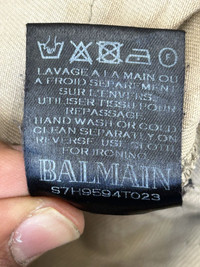 LAVAGE A LA MAIN OU
A FROID SEPAREMENT
SUR L'ENVERS.
UTILISER TISSU POUR
REPASSAGE
HAND WASH OR COLD
CLEAN SEPARATELY ON
REVERSE. USE CLOTH
FOR IRONING
BALMAIN
S7H9594T023